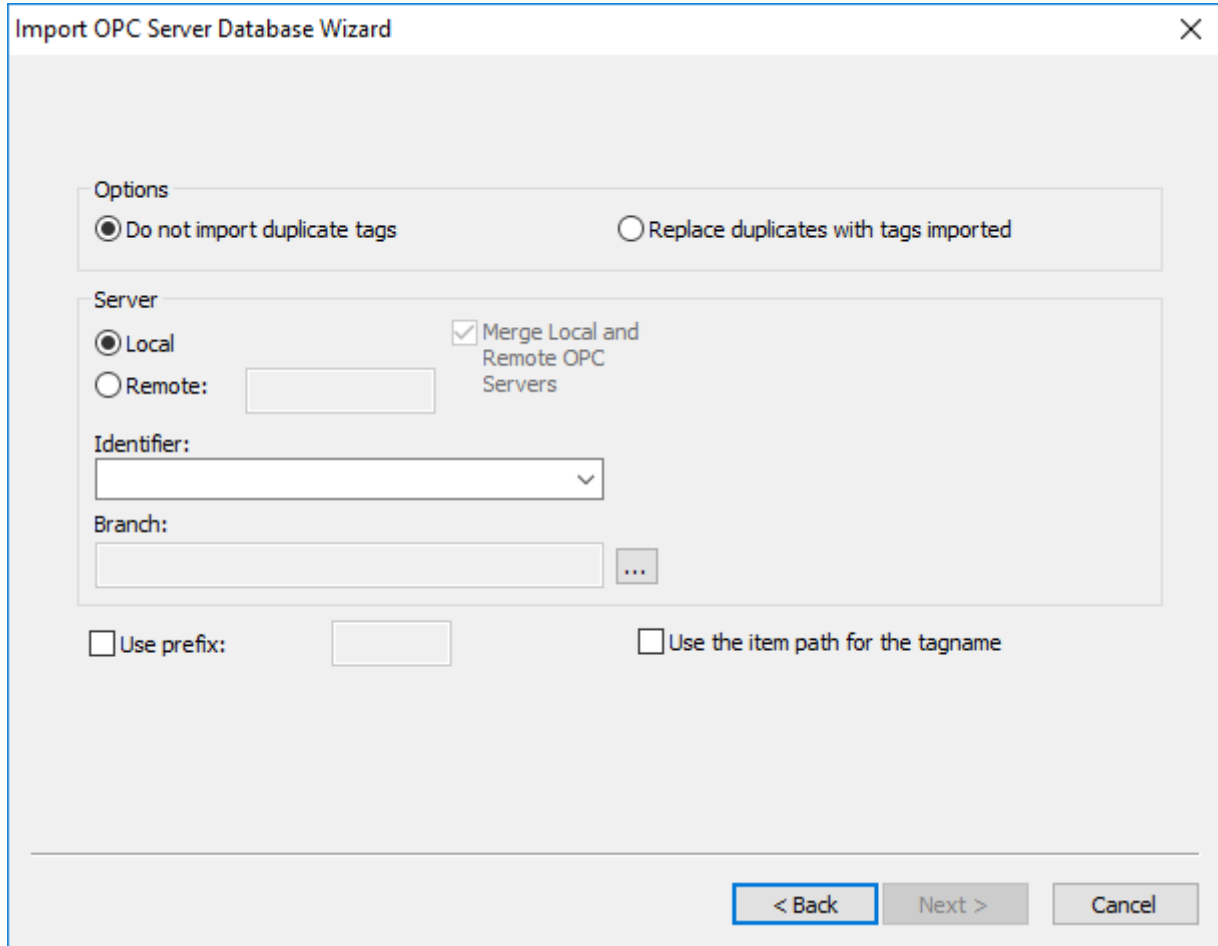 Import OPC Server Database Wizard
Options
Do not import duplicate tags
Replace duplicates with tags imported
Server
Local
Merge Local and
Remote OPC
Servers
Remote:
Identifier:
Branch:
...
Use prefix:
Use the item path for the tagname
< Back
Next >
Cancel